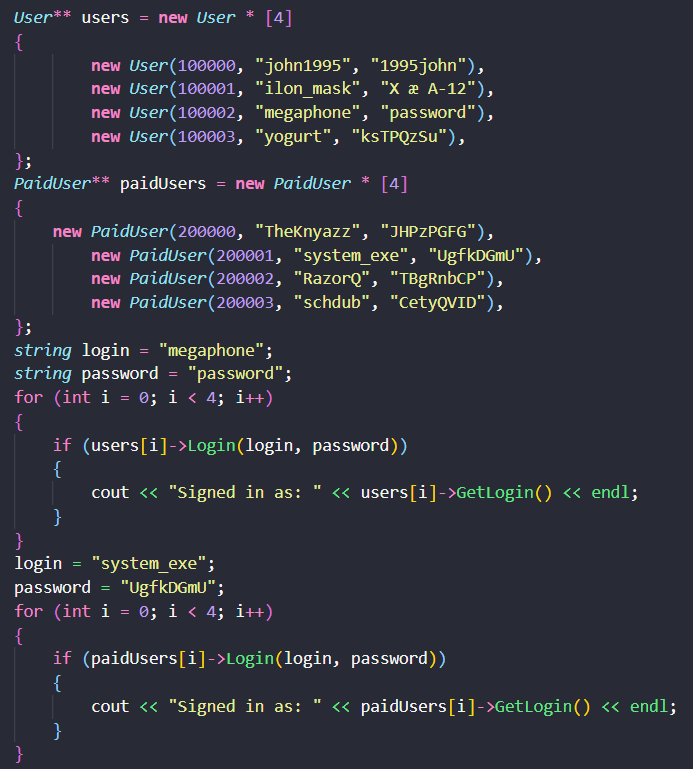 User** users = new User * [4]
{
        new User(100000, "john1995", "1995john"),
        new User(100001, "ilon_mask", "X æ A-12"),
        new User(100002, "megaphone", "password"),
        new User(100003, "yogurt", "ksTPQzSu"),
};
PaidUser** paidUsers = new PaidUser * [4]
{
    new PaidUser(200000, "TheKnyazz", "JHPzPGFG"),
        new PaidUser(200001, "system_exe", "UgfkDGmU"),
        new PaidUser(200002, "RazorQ", "TBgRnbCP"),
        new PaidUser(200003, "schdub", "CetyQVID"),
};
string login = "megaphone";
string password = "password";
for (int i = 0; i < 4; i++)
{
    if (users[i]->Login(login, password))
    {
        cout << "Signed in as: " << users[i]->GetLogin() << endl;
    }
}
login = "system_exe";
password = "UgfkDGmU";
for (int i = 0; i < 4; i++)
{
    if (paidUsers[i]->Login(login, password))
    {
        cout << "Signed in as: " << paidUsers[i]->GetLogin() << endl;
    }
}